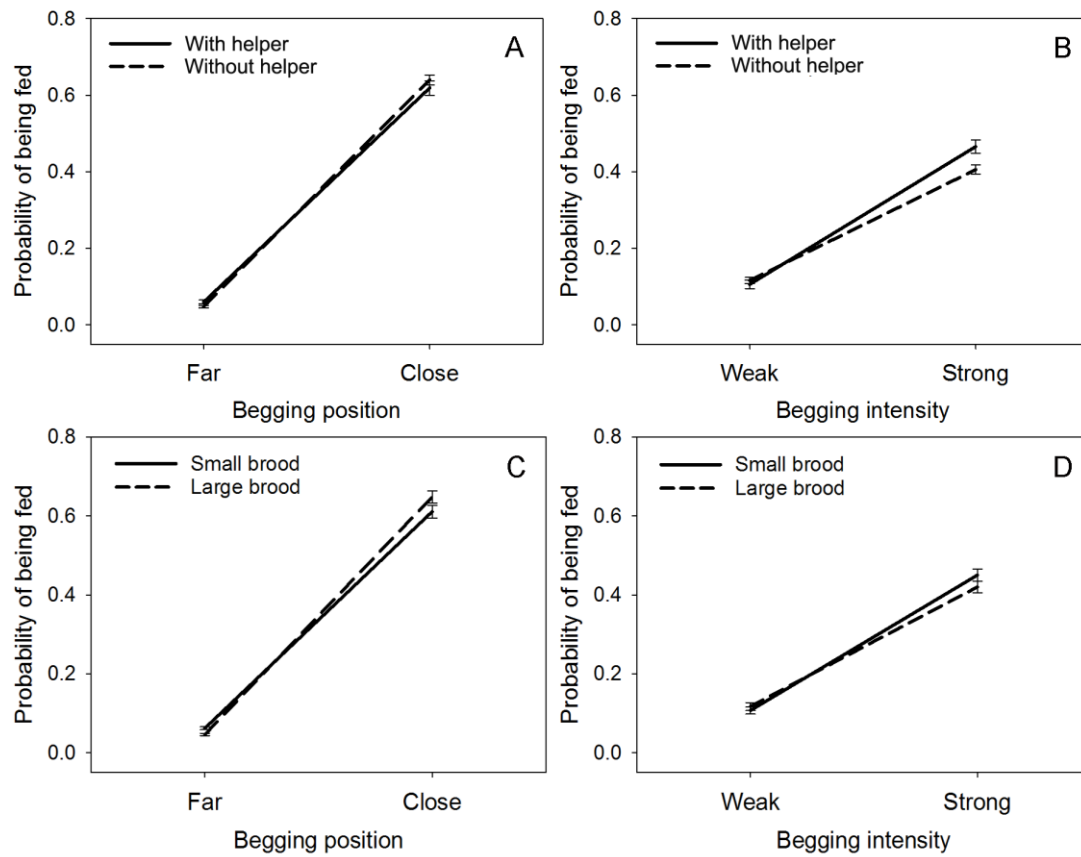 A
With helper
Without helper
Probability of being fed
0.8
0.6
0.4
0.2
0.0
Far
Close
Begging position
B
With helper
Without helper
Probability of being fed
0.8
0.6
0.4
0.2
0.0
Weak
Strong
Begging intensity
C
Small brood
Large brood
Probability of being fed
0.8
0.6
0.4
0.2
0.0
Far
Close
Begging position
D
Small brood
Large brood
Probability of being fed
0.8
0.6
0.4
0.2
0.0
Weak
Strong
Begging intensity